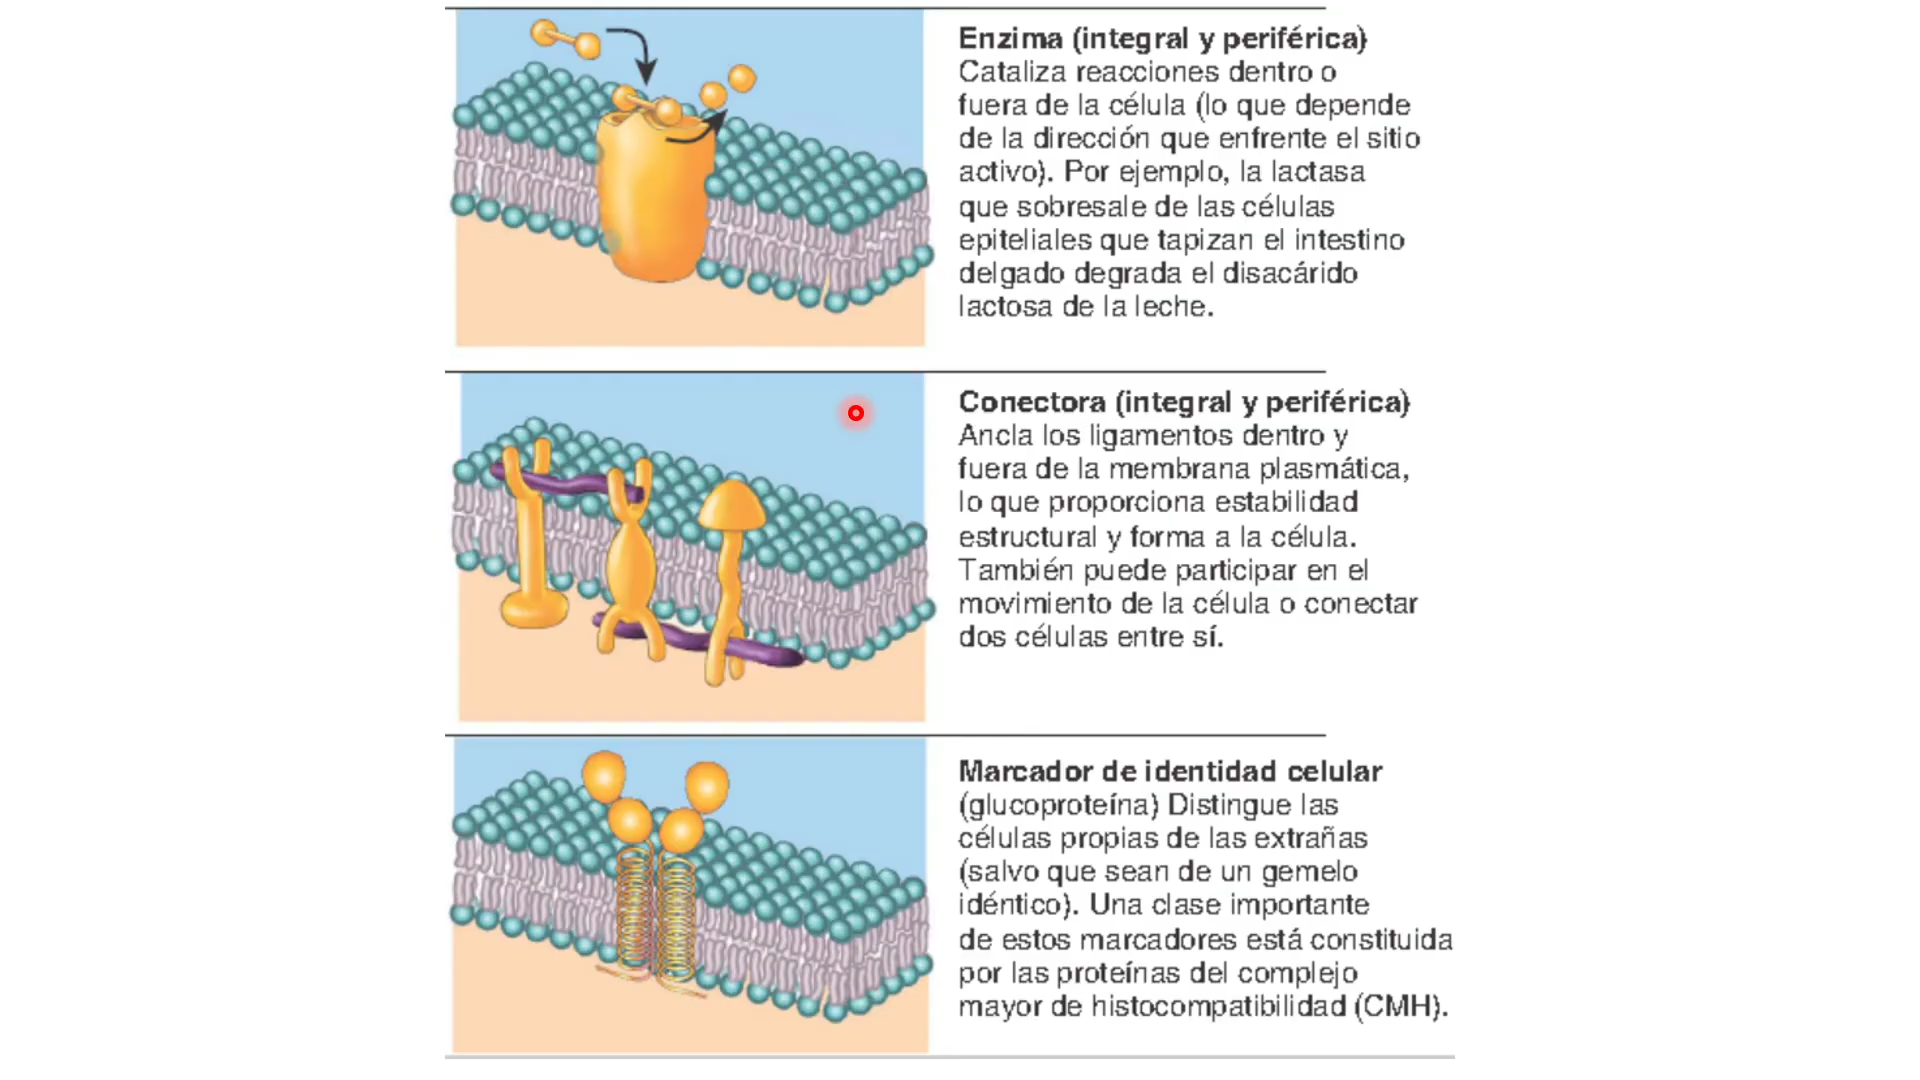 Enzima (integral y periférica)
Cataliza reacciones dentro o
fuera de la célula (lo que depende
de la dirección que enfrente el sitio
activo). Por ejemplo, la lactasa
que sobresale de las células
epiteliales que tapizan el intestino
delgado degrada el disacárido
lactosa de la leche.
Conectora (integral y periférica)
Ancla los ligamentos dentro y
fuera de la membrana plasmática,
lo que proporciona estabilidad
estructural y forma a la célula.
También puede participar en el
movimiento de la célula o conectar
dos células entre sí.
Marcador de identidad celular
(glucoproteína) Distingue las
células propias de las extrañas
(salvo que sean de un gemelo
idéntico). Una clase importante
de estos marcadores está constituida
por las proteínas del complejo
mayor de histocompatibilidad (CMH).